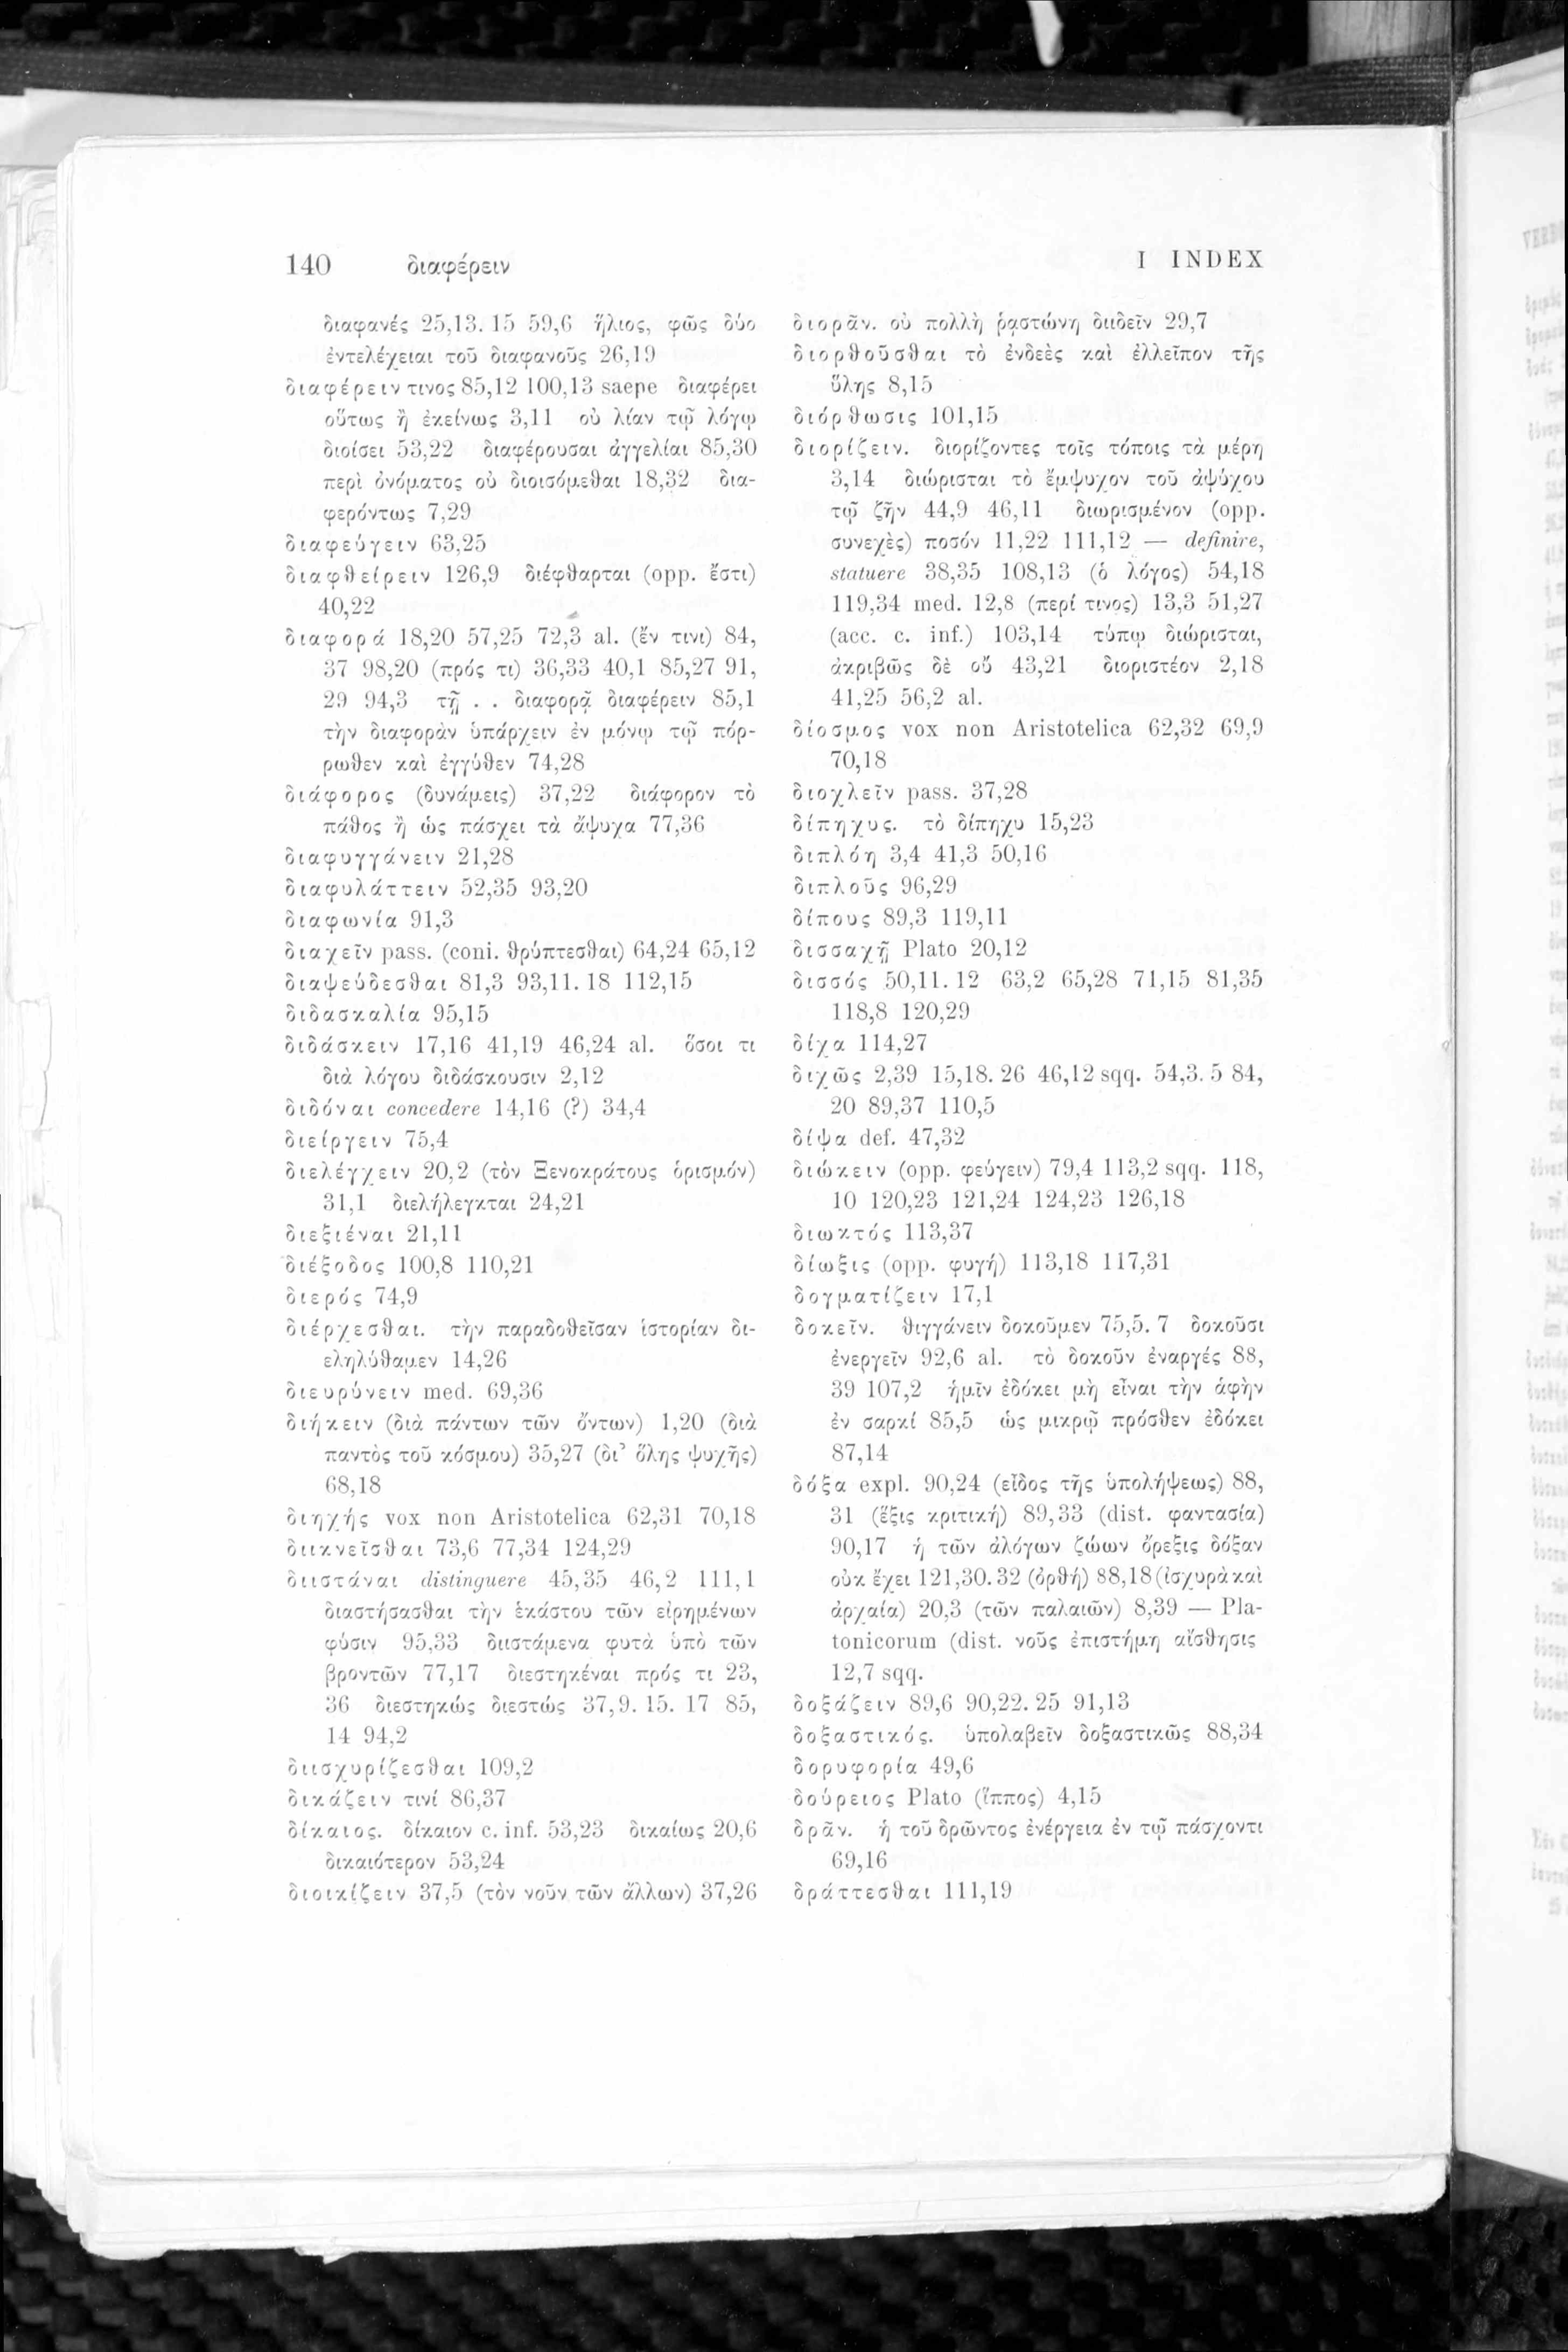 140 διαφέρειν
I INDEX
διαφανές 25,13. 15 59,6 ἥλιος, φῶς δύο
ἐντελέχειαι τοῦ διαφανοῦς 26,19
διαφέρειν τινος 85,12 100,13 saepe διαφέρει
οὕτως ἢ ἐκείνως 3,11 οὐ λίαν τῷ λόγῳ
διοίσει 53,22 διαφέρουσαι ἀγγελίαι 85,30
περὶ ὀνόματος οὐ διοισόμεθαι 18,32 δια-
φερόντως 7,29
διαφεύγειν 63,25
διαφθείρειν 126,9 διέφθαρται (opp. ἔστι)
40,22
διαφορά 18,20 57,25 72,3 al. (ἔν τινι) 84,
37 98,20 (πρός τι) 36,33 40,1 85,27 91,
29 94,3 τῇ . . διαφορᾷ διαφέρειν 85,1
τὴν διαφορὰν ὑπάρχειν ἐν μόνῳ τῷ πόρ-
ρωθεν καὶ ἐγγύθεν 74,28
διάφορος (δυνάμεις) 37,22 διάφορον τὸ
πάθος ἢ ὡς πάσχει τὰ ἄψυχα 77,36
διαφυγγάνειν 21,28
διαφυλάττειν 52,35 93,20
διαφωνία 91,3
διαχεῖν pass. (coni. θρύπτεσθαι) 64,24 65,12
διαψεύδεσθαι 81,3 93,11. 18 112,15
διδασκαλία 95,15
διδάσκειν 17,16 41,19 46,24 al. ὅσοι τι
διὰ λόγου διδάσκουσιν 2,12
διδόναι concedere 14,16 (?) 34,4
διείργειν 75,4
διελέγχειν 20,2 (τὸν Ξενοκράτους ὁρισμόν)
31,1 διελήλεγκται 24,21
διεξιέναι 21,11
διέξοδος 100,8 110,21
διερός 74,9
διέρχεσθαι. τὴν παραδοθεῖσαν ἱστορίαν δι-
εληλύθαμεν 14,26
διευρύνειν med. 69,36
διήκειν (διὰ πάντων τῶν ὄντων) 1,20 (διὰ
παντὸς τοῦ κόσμου) 35,27 (δι’ ὅλης ψυχῆς)
68,18
διηχής vox non Aristotelica 62,31 70,18
διικνεῖσθαι 73,6 77,34 124,29
διιστάναι distinguere 45,35 46,2 111,1
διαστήσασθαι τὴν ἑκάστου τῶν εἰρημένων
φύσιν 95,33 διιστάμενα φυτὰ ὑπὸ τῶν
βροντῶν 77,17 διεστηκέναι πρός τι 23,
36 διεστηκώς διεστώς 37,9. 15. 17 85,
14 94,2
διισχυρίζεσθαι 109,2
δικάζειν τινί 86,37
δίκαιος. δίκαιον c. inf. 53,23 δικαίως 20,6
δικαιότερον 53,24
διοικίζειν 37,5 (τὸν νοῦν τῶν ἄλλων) 37,26
διορᾶν. οὐ πολλὴ ῥᾳστώνη διιδεῖν 29,7
διορθοῦσθαι τὸ ἐνδεὲς καὶ ἐλλεῖπον τῆς
ὕλης 8,15
διόρθωσις 101,15
διορίζειν. διορίζοντες τοῖς τόποις τὰ μέρη
3,14 διώρισται τὸ ἔμψυχον τοῦ ἀψύχου
τῷ ζῆν 44,9 46,11 διωρισμένον (opp.
συνεχὲς) ποσόν 11,22 111,12 — definire,
statuere 38,35 108,13 (ὁ λόγος) 54,18
119,34 med. 12,8 (περί τινος) 13,3 51,27
(acc. c. inf.) 103,14 τύπῳ διώρισται,
ἀκριβῶς δὲ οὔ 43,21 διοριστέον 2,18
41,25 56,2 al.
δίοσμος vox non Aristotelica 62,32 69,9
70,18
διοχλεῖν pass. 37,28
δίπηχυς. τὸ δίπηχυ 15,23
διπλόη 3,4 41,3 50,16
διπλοῦς 96,29
δίπους 89,3 119,11
δισσαχῇ Plato 20,12
δισσός 50,11. 12 63,2 65,28 71,15 81,35
118,8 120,29
δίχα 114,27
διχῶς 2,39 15,18. 26 46,12 sqq. 54,3. 5 84,
20 89,37 110,5
δίψα def. 47,32
διώκειν (opp. φεύγειν) 79,4 113,2 sqq. 118,
10 120,23 121,24 124,23 126,18
διωκτός 113,37
δίωξις (opp. φυγή) 113,18 117,31
δογματίζειν 17,1
δοκεῖν. θιγγάνειν δοκοῦμεν 75,5. 7 δοκοῦσι
ἐνεργεῖν 92,6 al. τὸ δοκοῦν ἐναργές 88,
39 107,2 ἡμῖν ἐδόκει μὴ εἶναι τὴν ἁφὴν
ἐν σαρκί 85,5 ὡς μικρῷ πρόσθεν ἐδόκει
87,14
δόξα expl. 90,24 (εἶδος τῆς ὑπολήψεως) 88,
31 (ἕξις κριτική) 89,33 (dist. φαντασία)
90,17 ἡ τῶν ἀλόγων ζώων ὄρεξις δόξαν
οὐκ ἔχει 121,30. 32 (ὀρθή) 88,18 (ἰσχυρὰ καὶ
ἀρχαία) 20,3 (τῶν παλαιῶν) 8,39 — Pla-
tonicorum (dist. νοῦς ἐπιστήμη αἴσθησις
12,7 sqq.
δοξάζειν 89,6 90,22. 25 91,13
δοξαστικός. ὑπολαβεῖν δοξαστικῶς 88,34
δορυφορία 49,6
δούρειος Plato (ἵππος) 4,15
δρᾶν. ἡ τοῦ δρῶντος ἐνέργεια ἐν τῷ πάσχοντι
69,16
δράττεσθαι 111,19